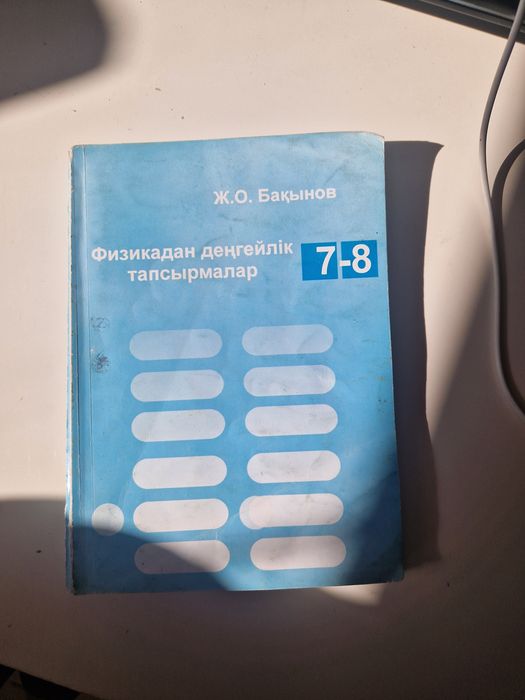 Ж.О. Бақынов
Физикадан деңгейлік
тапсырмалар
7-8